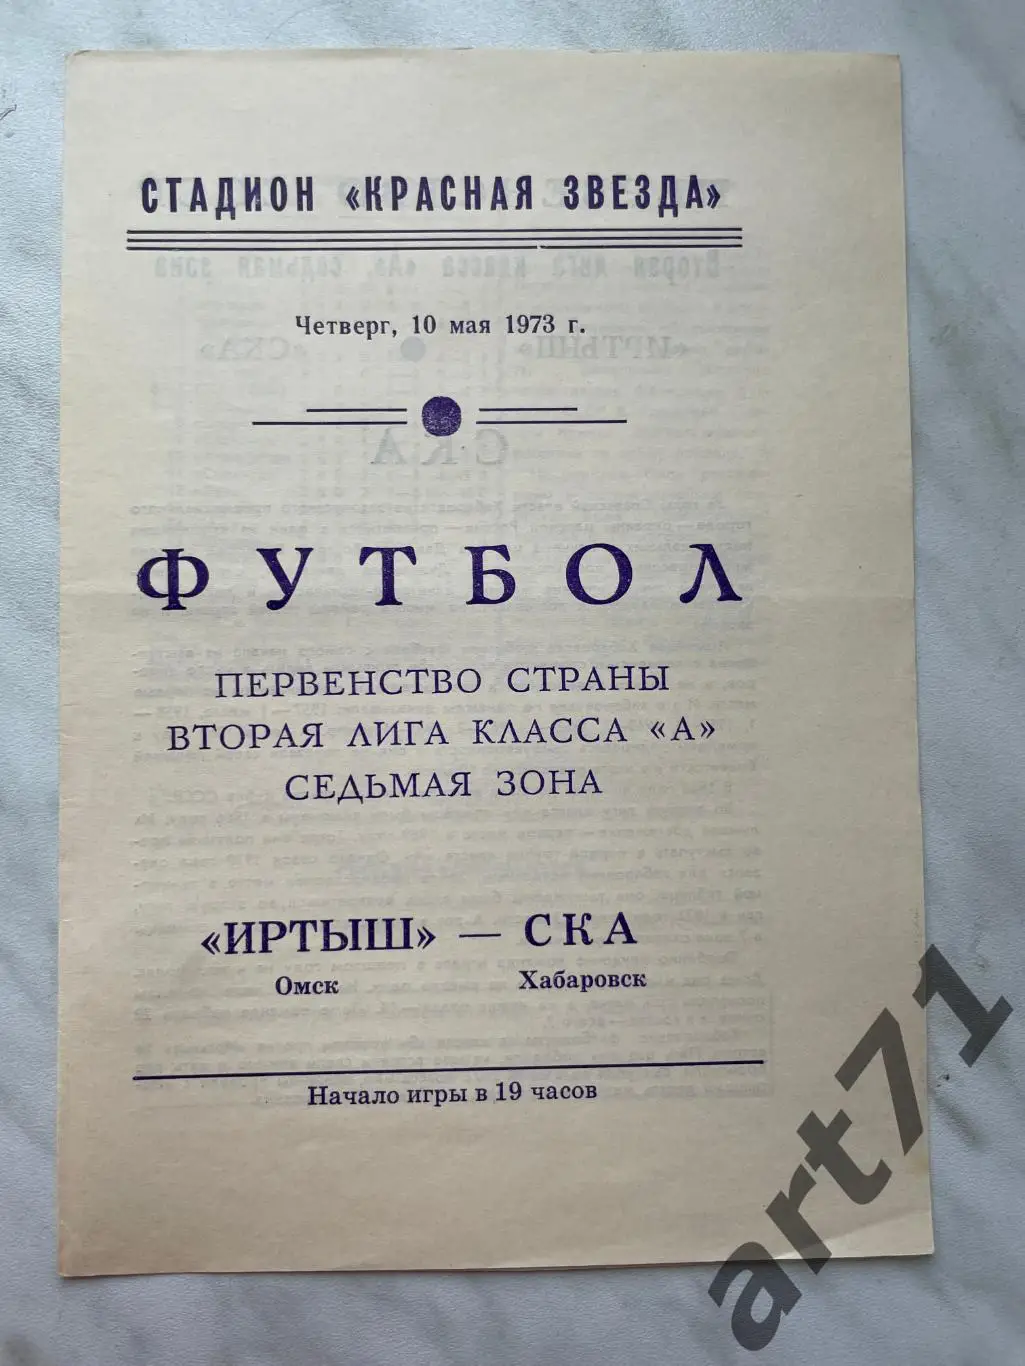 СТАДИОН «КРАСНАЯ ЗВЕЗДА»
Четверг, 10 мая 1973 г.
ФУТБОЛ
ПЕРВЕНСТВО СТРАНЫ
ВТОРАЯ ЛИГА КЛАССА «А»
СЕДЬМАЯ ЗОНА
«ИРТЫШ» — СКА
Омск Хабаровск
Начало игры в 19 часов
art71